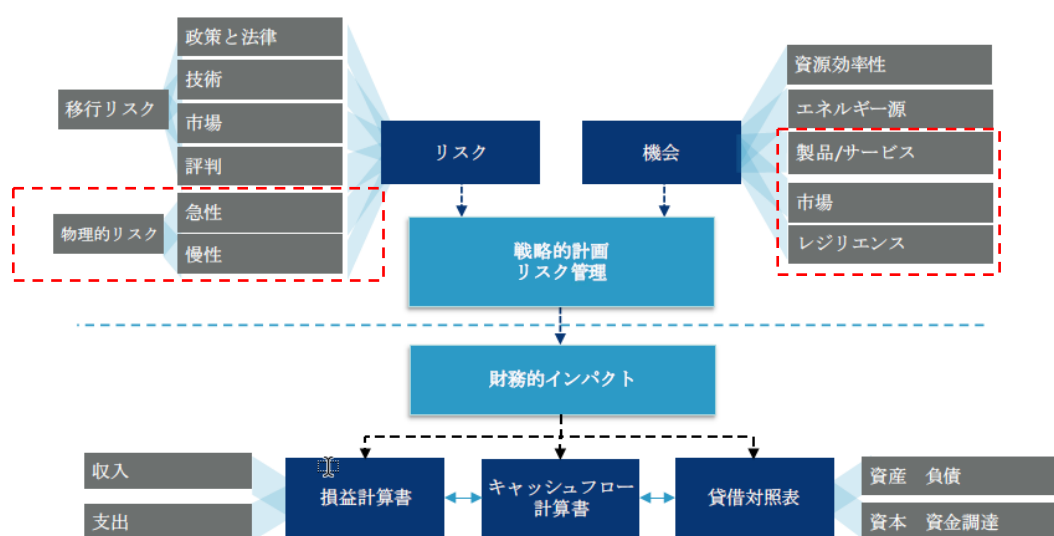 政策と法律
技術
移行リスク
市場
評判
急性
物理的リスク
慢性
リスク
機会
資源効率性
エネルギー源
製品/サービス
市場
レジリエンス
戦略的計画
リスク管理
財務的インパクト
収入
支出
損益計算書
キャッシュフロー
計算書
貸借対照表
資産 負債
資本 資金調達